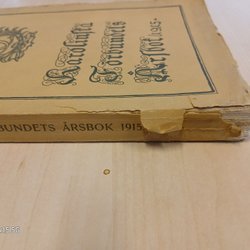 Karolinska
Förbundets
Årsbok 1915
BUNDETS ÅRSBOK 1915